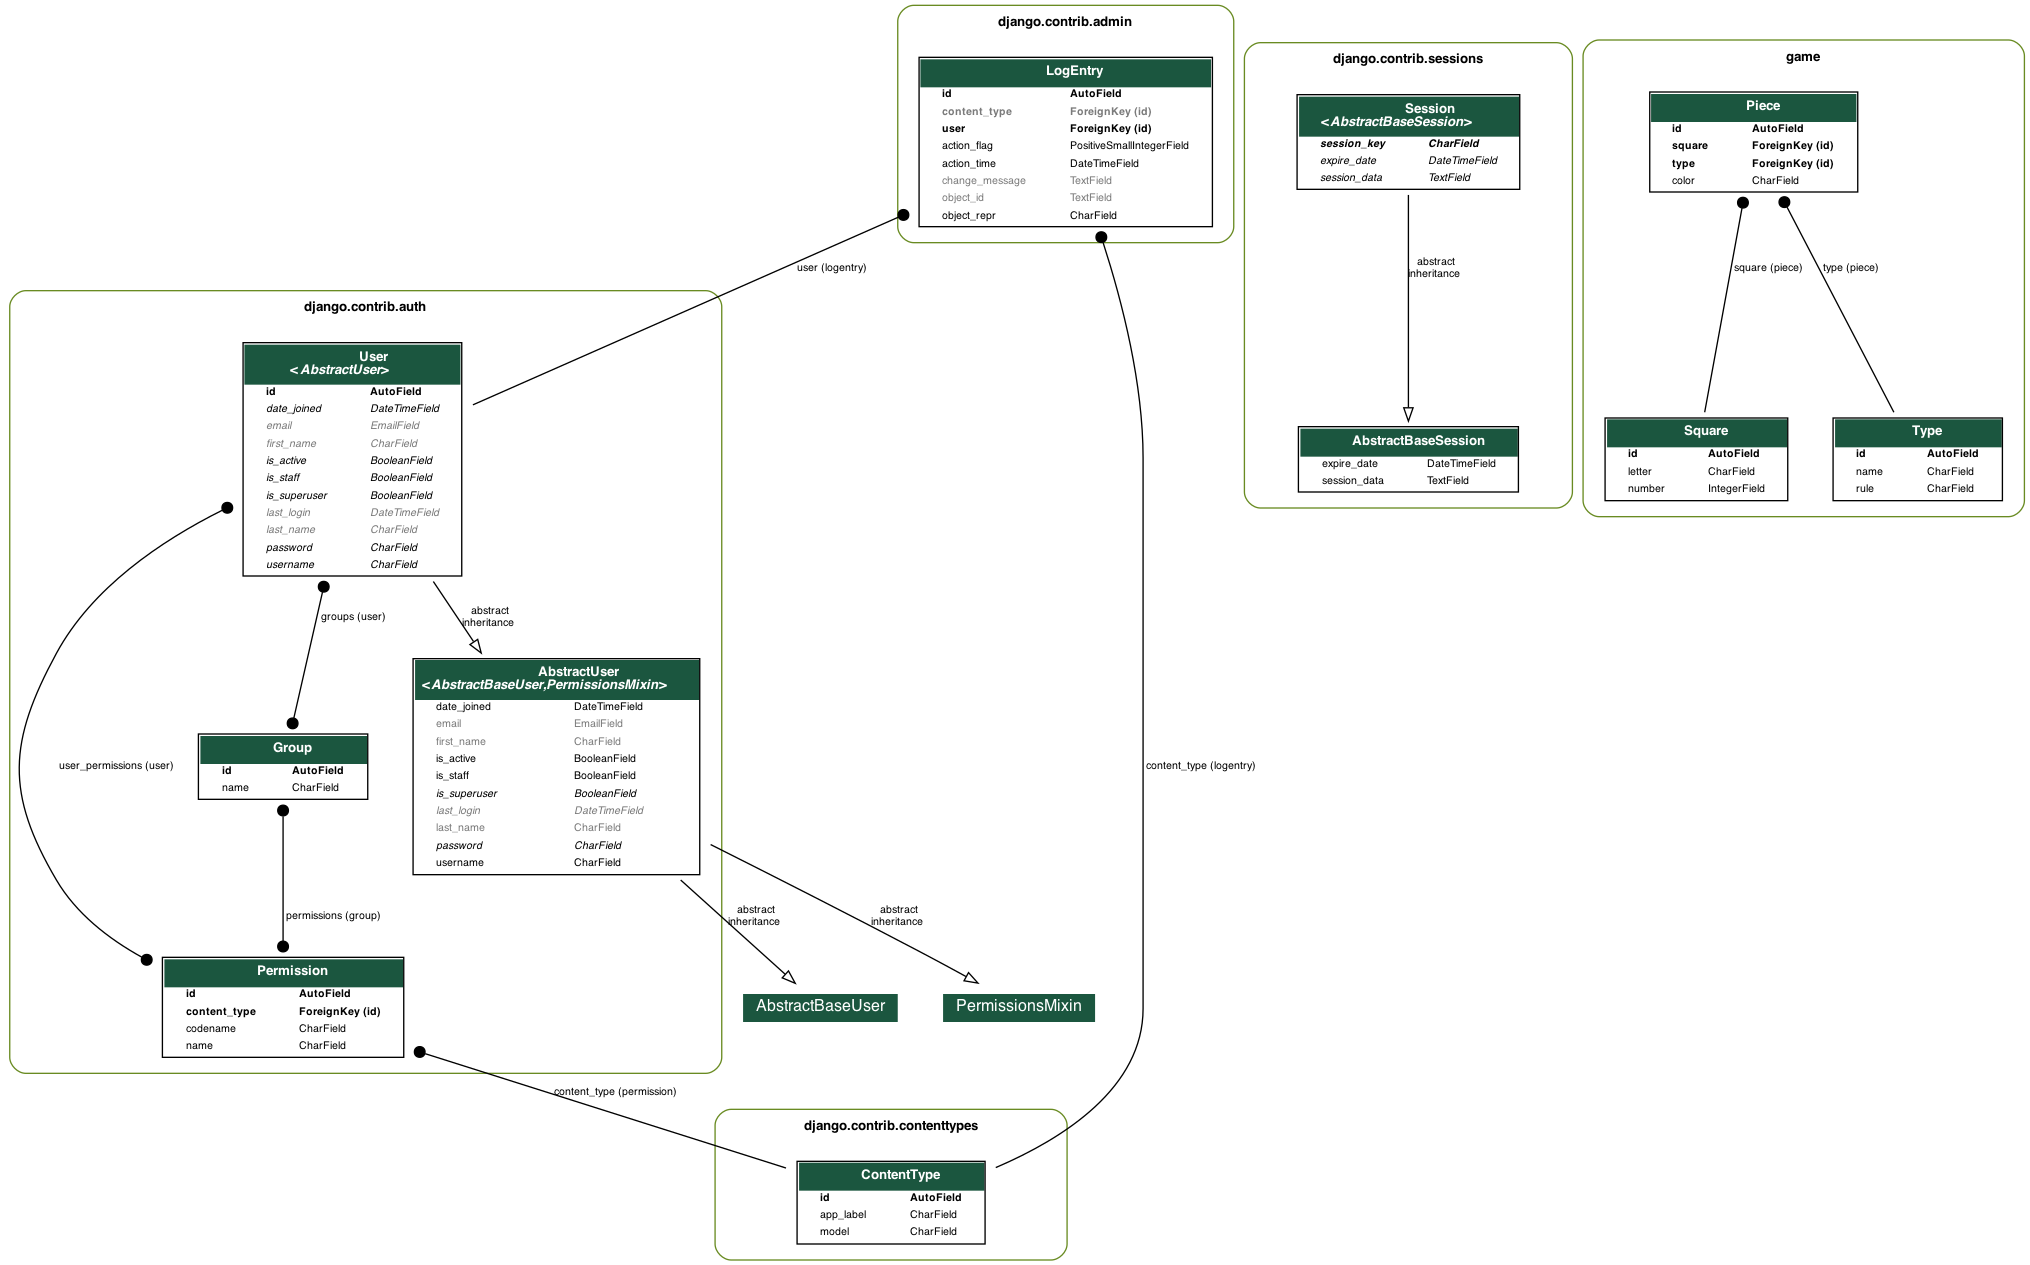 django.contrib.admin
LogEntry
id AutoField
content_type ForeignKey (id)
user ForeignKey (id)
action_flag PositiveSmallIntegerField
action_time DateTimeField
change_message TextField
object_id TextField
object_repr CharField
django.contrib.sessions
Session
<AbstractBaseSession>
session_key CharField
expire_date DateTimeField
session_data TextField
abstract
inheritance
AbstractBaseSession
expire_date DateTimeField
session_data TextField
game
Piece
id AutoField
square ForeignKey (id)
type ForeignKey (id)
color CharField
square (piece)
type (piece)
Square
id AutoField
letter CharField
number IntegerField
Type
id AutoField
name CharField
rule CharField
user (logentry)
django.contrib.auth
User
<AbstractUser>
id AutoField
date_joined DateTimeField
email EmailField
first_name CharField
is_active BooleanField
is_staff BooleanField
is_superuser BooleanField
last_login DateTimeField
last_name CharField
password CharField
username CharField
groups (user)
abstract
inheritance
AbstractUser
<AbstractBaseUser,PermissionsMixin>
date_joined DateTimeField
email EmailField
first_name CharField
is_active BooleanField
is_staff BooleanField
is_superuser BooleanField
last_login DateTimeField
last_name CharField
password CharField
username CharField
user_permissions (user)
Group
id AutoField
name CharField
content_type (logentry)
permissions (group)
abstract
inheritance
abstract
inheritance
Permission
id AutoField
content_type ForeignKey (id)
codename CharField
name CharField
AbstractBaseUser
PermissionsMixin
content_type (permission)
django.contrib.contenttypes
ContentType
id AutoField
app_label CharField
model CharField